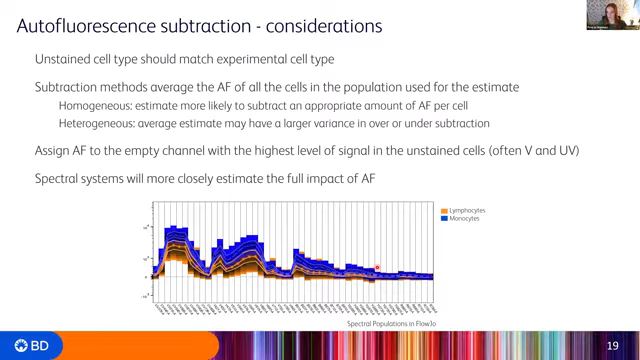 Autofluorescence subtraction - considerations
Unstained cell type should match experimental cell type
Subtraction methods average the AF of all the cells in the population used for the estimate
Homogeneous: estimate more likely to subtract an appropriate amount of AF per cell
Heterogeneous: average estimate may have a larger variance in over or under subtraction
Assign AF to the empty channel with the highest level of signal in the unstained cells (often V and UV)
Spectral systems will more closely estimate the full impact of AF
Lymphocytes
Monocytes
Spectral Populations in FlowJo
BD
19